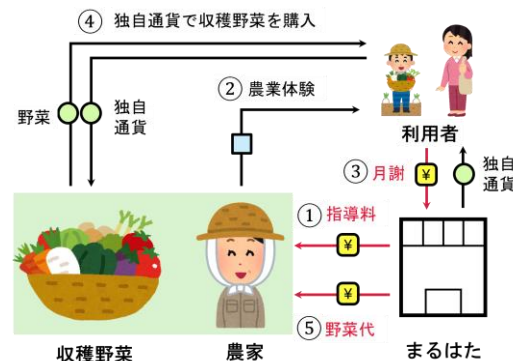 ④ 独自通貨で収穫野菜を購入
② 農業体験
野菜
独自
通貨
利用者
③ 月謝
¥
独自
通貨
① 指導料
¥
¥
⑤ 野菜代
収穫野菜
農家
まるはた